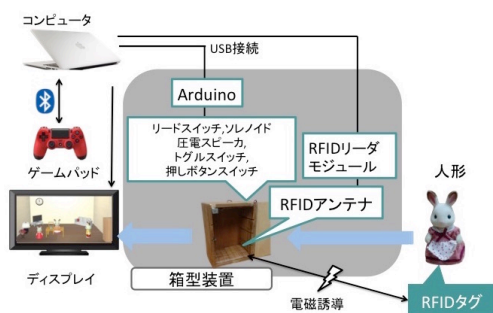 コンピュータ
USB接続
Arduino
リードスイッチ,ソレノイド
圧電スピーカ,
トグルスイッチ,
押しボタンスイッチ
RFIDリーダ
モジュール
ゲームパッド
人形
RFIDアンテナ
ディスプレイ
箱型装置
電磁誘導
RFIDタグ